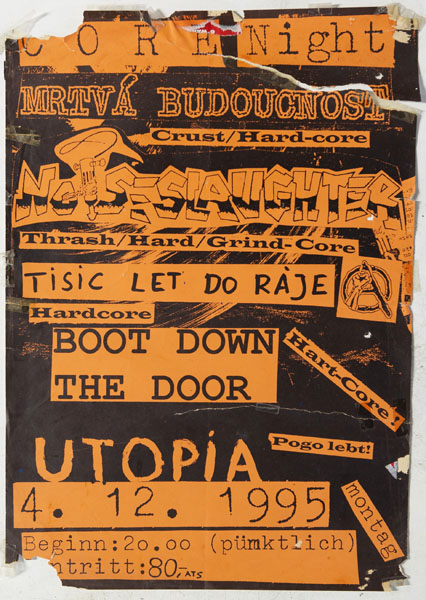 CORE Night
MRTVÁ BUDOUCNOST
Crust/Hard-core
NOISESLAUGHTER
Thrash/Hard/Grind-Core
TISIC LET DO RÀJE
Hardcore
BOOT DOWN
THE DOOR
Hart-Core!
Pogo lebt!
UTOPiA
4. 12. 1995
montag
Beginn:20.00 (pümktlich)
ntritt:80,- ATS